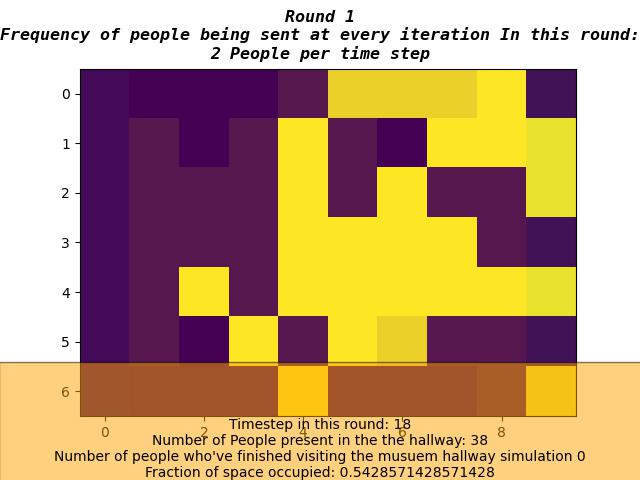 Round 1
Frequency of people being sent at every iteration In this round:
2 People per time step
0
1
2
3
4
5
6
0 2 4 6 8
Timestep in this round: 18
Number of People present in the the hallway: 38
Number of people who've finished visiting the musuem hallway simulation 0
Fraction of space occupied: 0.5428571428571428